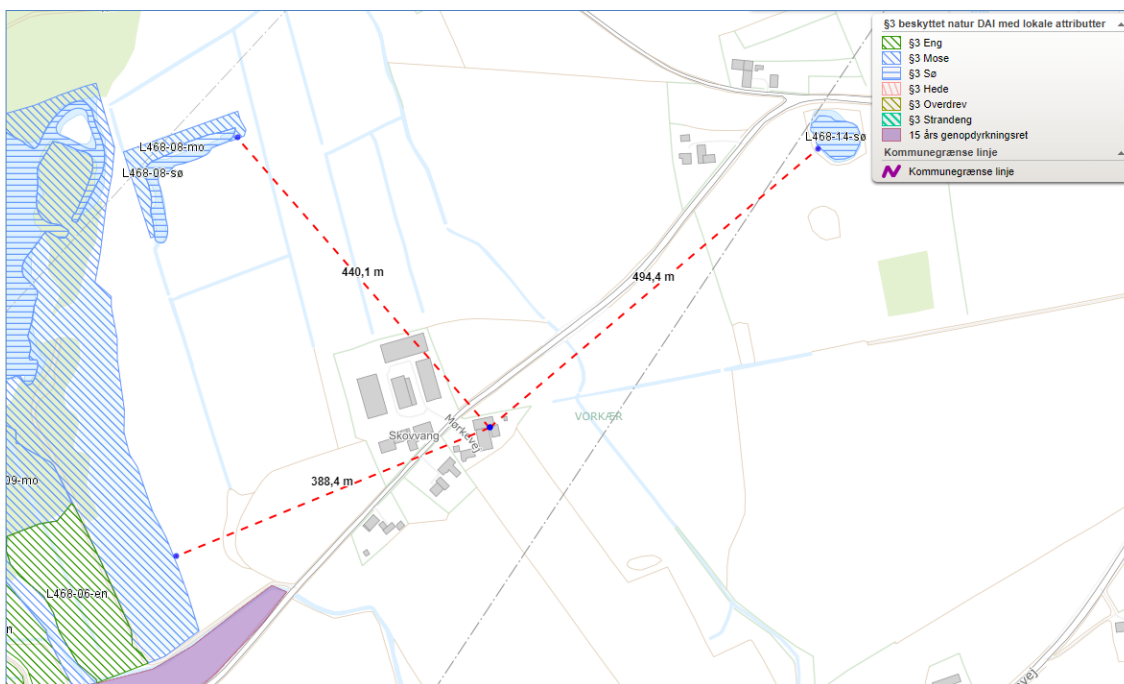 §3 beskyttet natur DAI med lokale attributter
§3 Eng
§3 Mose
§3 Sø
§3 Hede
§3 Overdrev
§3 Strandeng
15 års genopdyrkningsret
Kommunegrænse linje
Kommunegrænse linje
L468-14-sø
L468-08-mo
L468-08-sø
440,1 m
494,4 m
VORKÆR
Mørkevej
Skovvang
388,4 m
09-mo
L468-06-en
n
vej